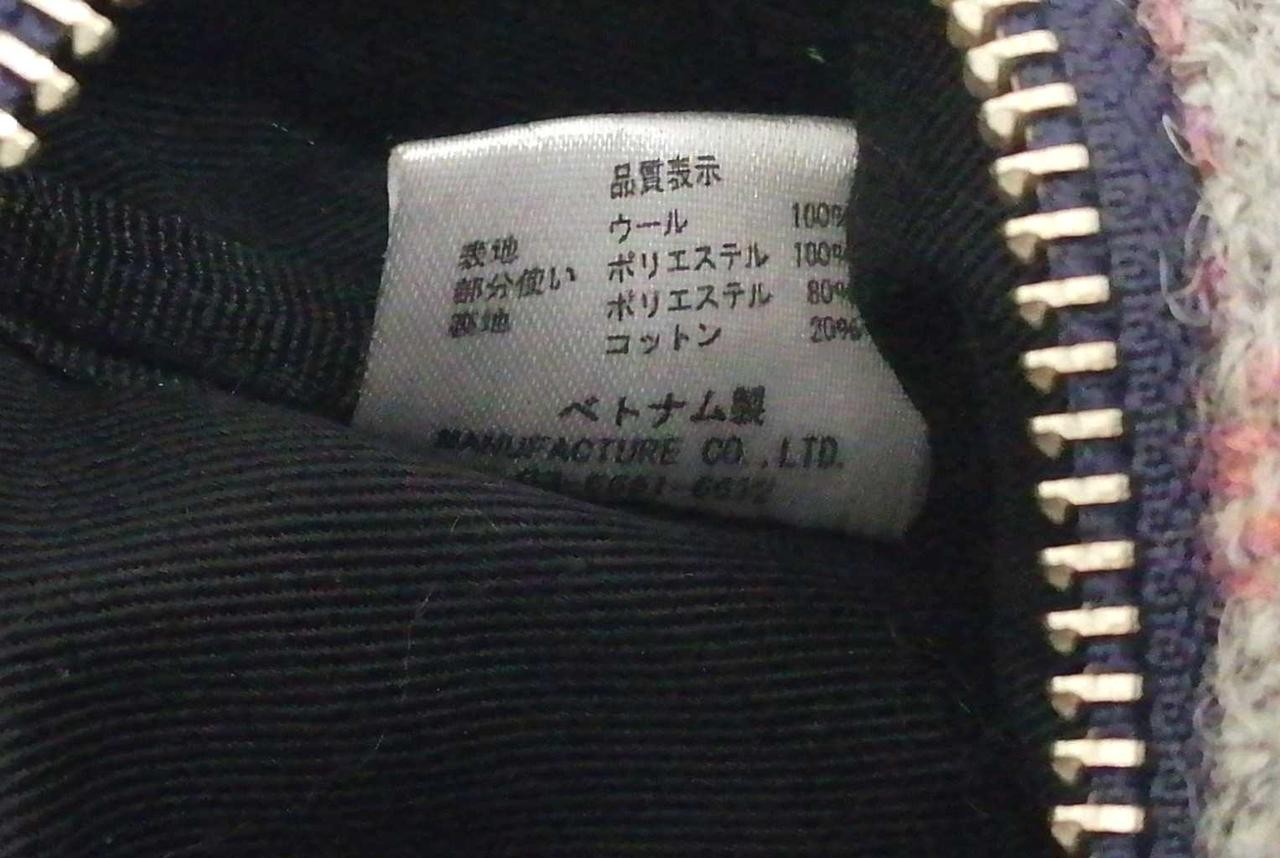 品質表示
表地 ウール 100%
部分使い ポリエステル 100%
裏地 ポリエステル 80%
コットン 20%
ベトナム製
MANUFACTURE CO.,LTD.